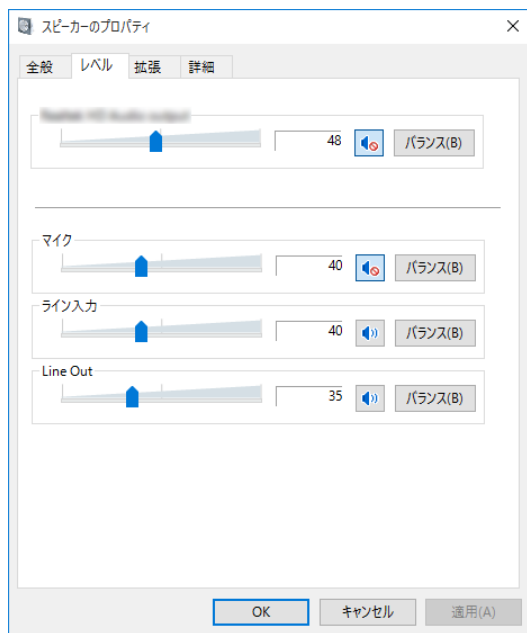 スピーカーのプロパティ
全般 レベル 拡張 詳細
48 バランス(B)
マイク
40 バランス(B)
ライン入力
40 バランス(B)
Line Out
35 バランス(B)
OK キャンセル 適用(A)